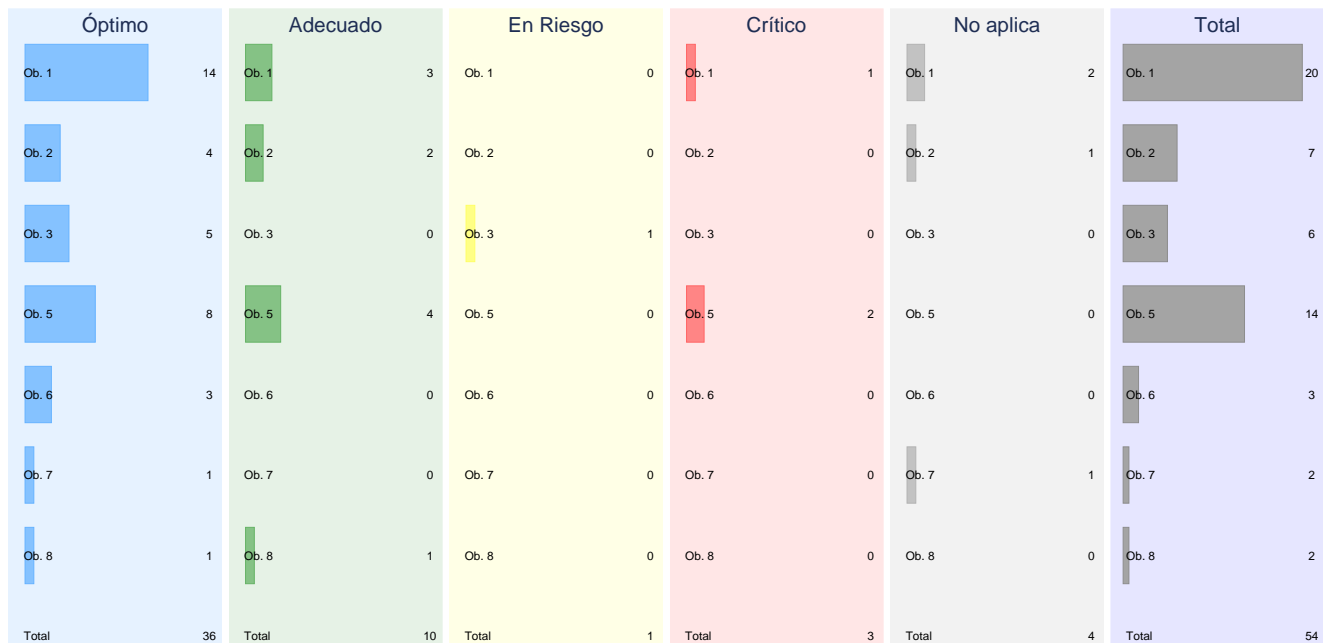 Óptimo Adecuado En Riesgo Crítico No aplica Total
Ob. 1 14 Ob. 1 3 Ob. 1 0 Ob. 1 1 Ob. 1 2 Ob. 1 20
Ob. 2 4 Ob. 2 2 Ob. 2 0 Ob. 2 0 Ob. 2 1 Ob. 2 7
Ob. 3 5 Ob. 3 0 Ob. 3 1 Ob. 3 0 Ob. 3 0 Ob. 3 6
Ob. 5 8 Ob. 5 4 Ob. 5 0 Ob. 5 2 Ob. 5 0 Ob. 5 14
Ob. 6 3 Ob. 6 0 Ob. 6 0 Ob. 6 0 Ob. 6 0 Ob. 6 3
Ob. 7 1 Ob. 7 0 Ob. 7 0 Ob. 7 0 Ob. 7 1 Ob. 7 2
Ob. 8 1 Ob. 8 1 Ob. 8 0 Ob. 8 0 Ob. 8 0 Ob. 8 2
Total 36 Total 10 Total 1 Total 3 Total 4 Total 54